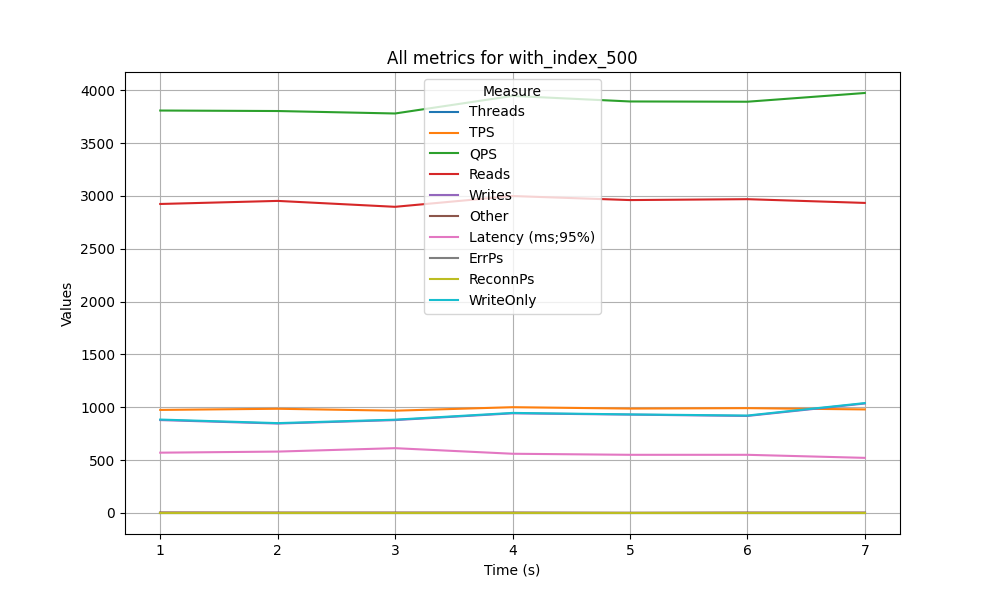 All metrics for with_index_500
4000
3500
3000
2500
2000
1500
1000
500
0
Values
Measure
Threads
TPS
QPS
Reads
Writes
Other
Latency (ms;95%)
ErrPs
ReconnPs
WriteOnly
1 2 3 4 5 6 7
Time (s)